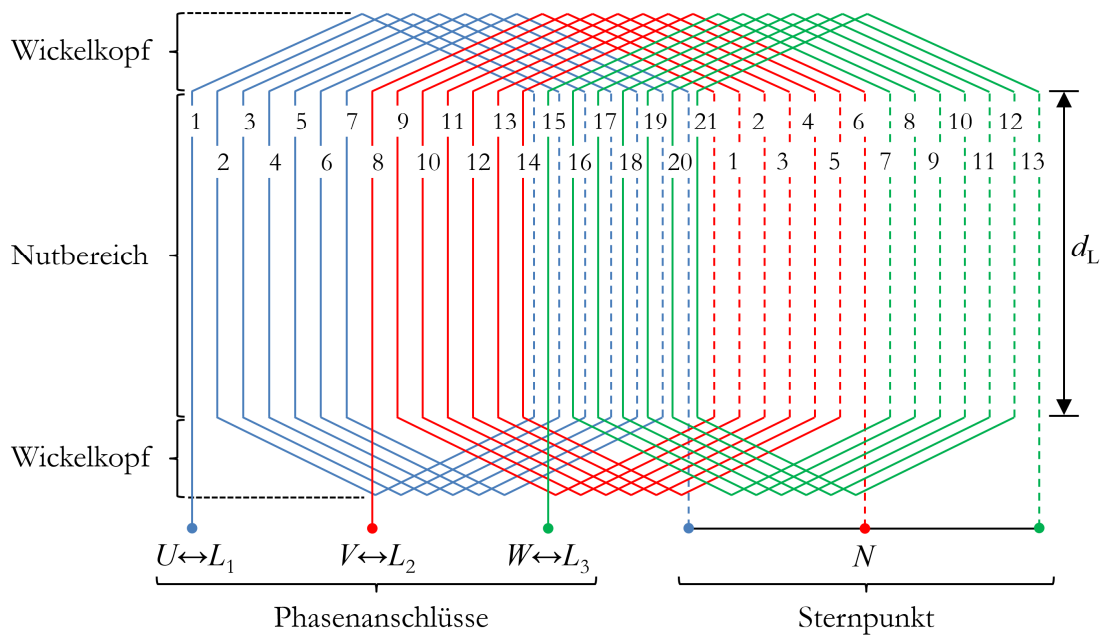 Wickelkopf
1 3 5 7 9 11 13 15 17 19 21 2 4 6 8 10 12
2 4 6 8 10 12 14 16 18 20 1 3 5 7 9 11 13
Nutbereich
d_L
Wickelkopf
U↔L₁ V↔L₂ W↔L₃ N
Phasenanschlüsse Sternpunkt